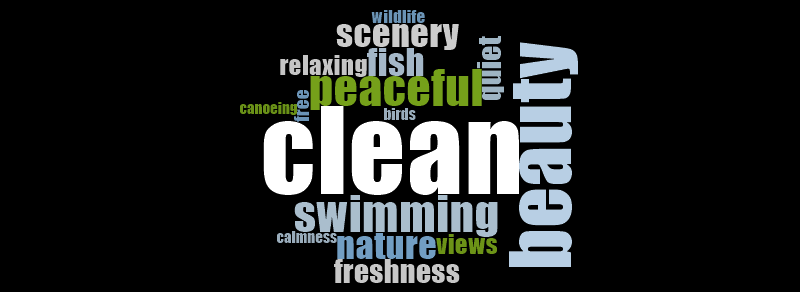 wildlife
scenery
relaxing
fish
quiet
peaceful
beauty
canoeing
free
birds
clean
swimming
calmness
nature
views
freshness